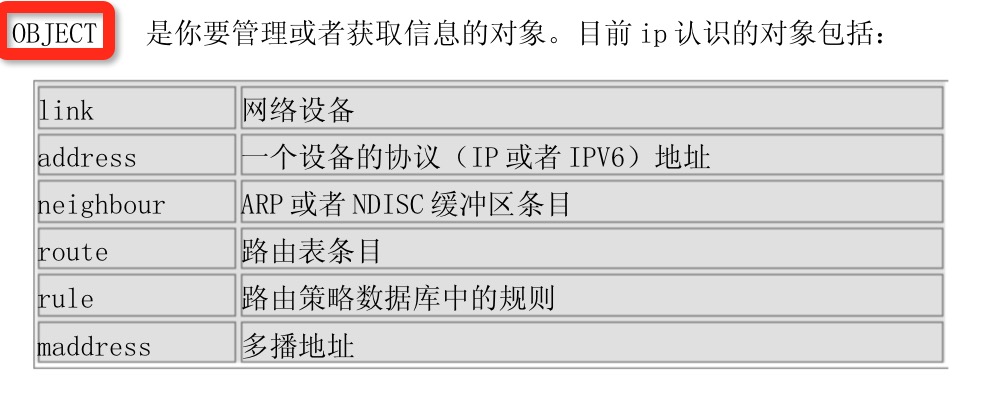 OBJECT 是你要管理或者获取信息的对象。目前 ip 认识的对象包括：
link 网络设备
address 一个设备的协议（IP 或者 IPV6）地址
neighbour ARP 或者 NDISC 缓冲区条目
route 路由表条目
rule 路由策略数据库中的规则
maddress 多播地址